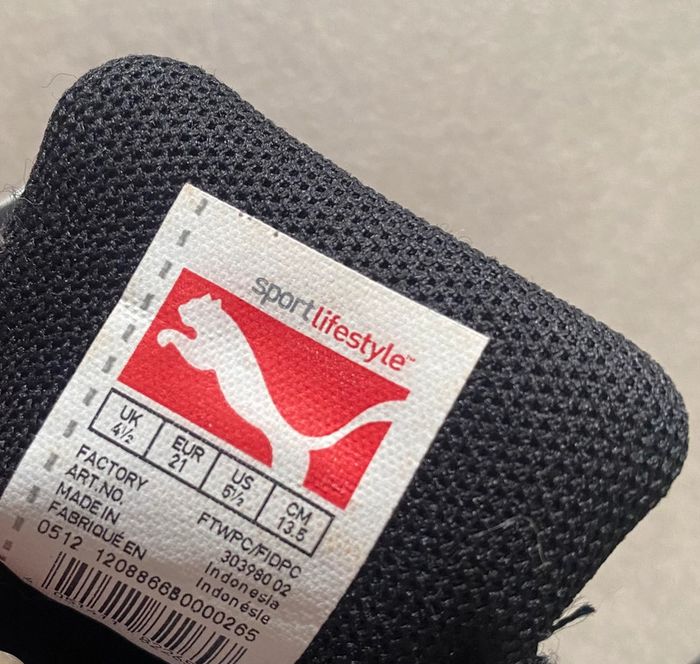 sportlifestyle™
UK EUR US CM
4½ 21 5½ 13.5
FACTORY FTWPC/FIDPC
ART.NO. 303980 02
MADE IN Indonesia
FABRIQUÉ EN Indonésie
0512 1208866B0000265